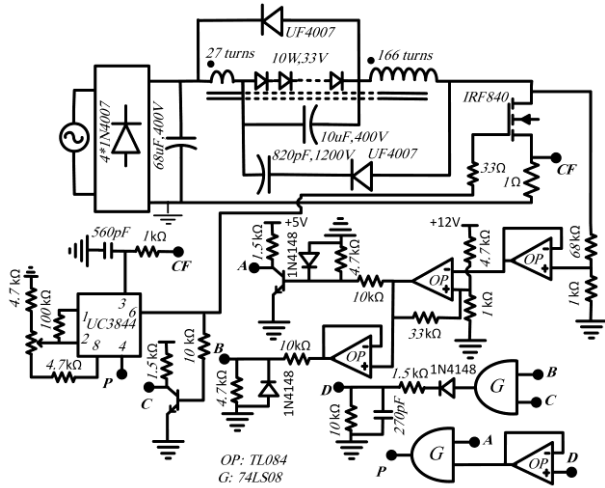 UF4007
27 turns
10W,33V
166 turns
IRF840
4*1N4007
68uF,400V
10uF,400V
820pF,1200V
UF4007
33Ω
1Ω
CF
560pF
1kΩ
CF
+5V
1.5kΩ
A
1N4148
4.7kΩ
10kΩ
+12V
4.7kΩ
OP
OP
68kΩ
1kΩ
1kΩ
33kΩ
4.7kΩ
100kΩ
3
1
6
UC3844
2
8
4
4.7kΩ
P
1.5kΩ
C
10 kΩ
B
10kΩ
OP
4.7kΩ
1N4148
D
1.5kΩ
1N4148
G
B
C
10kΩ
270pF
P
G
A
OP
D
OP: TL084
G: 74LS08